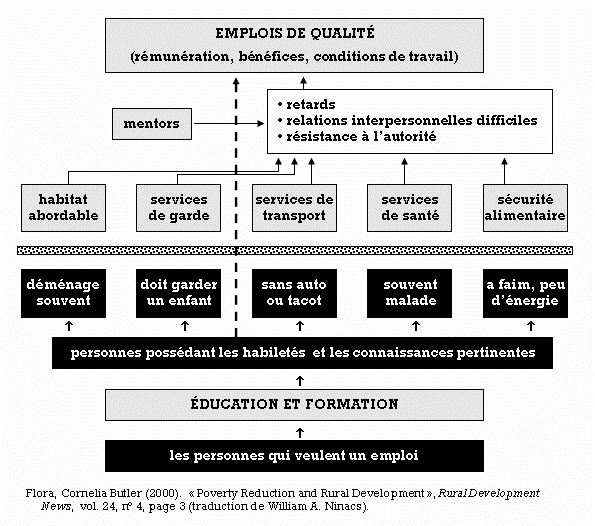 EMPLOIS DE QUALITÉ
(rémunération, bénéfices, conditions de travail)
• retards
• relations interpersonnelles difficiles
• résistance à l'autorité
mentors
habitat
abordable
services
de garde
services de
transport
services
de santé
sécurité
alimentaire
déménage
souvent
doit garder
un enfant
sans auto
ou tacot
souvent
malade
a faim, peu
d'énergie
personnes possédant les habiletés et les connaissances pertinentes
ÉDUCATION ET FORMATION
les personnes qui veulent un emploi
Flora, Cornelia Butler (2000). « Poverty Reduction and Rural Development », Rural Development
News, vol. 24, nº 4, page 3 (traduction de William A. Ninacs).